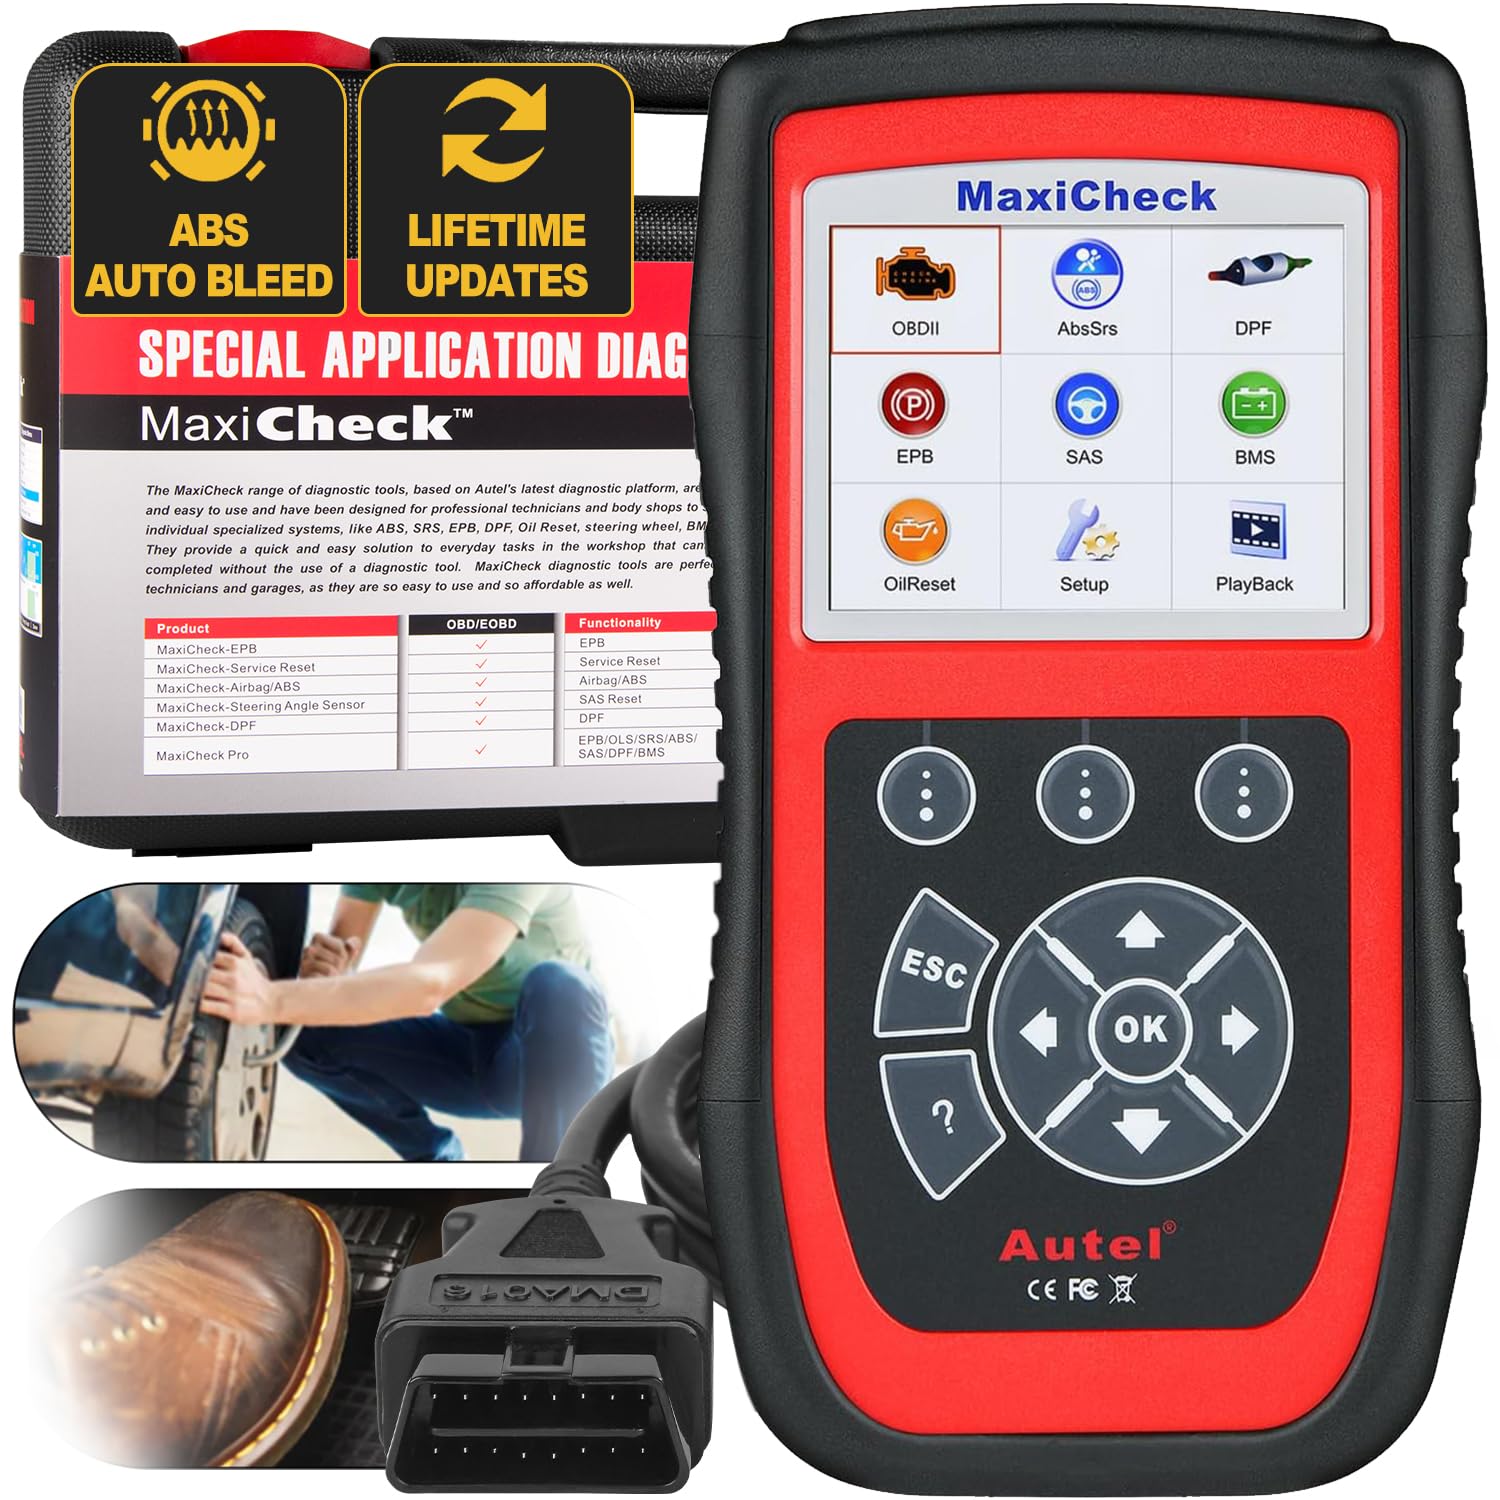 ABS
AUTO BLEED
LIFETIME
UPDATES
SPECIAL APPLICATION DIAG
MaxiCheck™
The MaxiCheck range of diagnostic tools, based on Autel's latest diagnostic platform, are
and easy to use and have been designed for professional technicians and body shops to
individual specialized systems, like ABS, SRS, EPB, DPF, Oil Reset, steering wheel, BM
They provide a quick and easy solution to everyday tasks in the workshop that can
completed without the use of a diagnostic tool. MaxiCheck diagnostic tools are perfe
technicians and garages, as they are so easy to use and so affordable as well.
Product OBD/EOBD Functionality
MaxiCheck-EPB ✓ EPB
MaxiCheck-Service Reset ✓ Service Reset
MaxiCheck-Airbag/ABS ✓ Airbag/ABS
MaxiCheck-Steering Angle Sensor ✓ SAS Reset
MaxiCheck-DPF ✓ DPF
MaxiCheck Pro ✓ EPB/OLS/SRS/ABS/
SAS/DPF/BMS
MaxiCheck
CHECK
ENGINE
OBDII
ABS
AbsSrs
DPF
P
EPB
SAS
BMS
OilReset
Setup
PlayBack
ESC
OK
?
Autel®
CE FC
DMA016